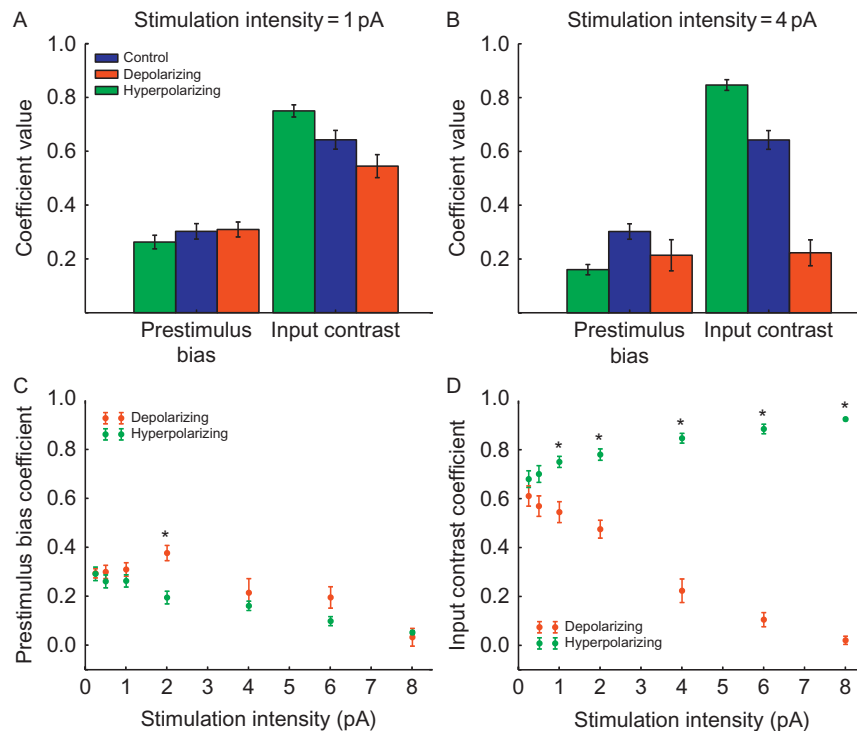 A
Stimulation intensity = 1 pA
1.0
0.8
0.6
0.4
0.2
Coefficient value
Control
Depolarizing
Hyperpolarizing
Prestimulus bias
Input contrast
B
Stimulation intensity = 4 pA
1.0
0.8
0.6
0.4
0.2
Coefficient value
Prestimulus bias
Input contrast
C
1.0
0.8
0.6
0.4
0.2
0.0
Prestimulus bias coefficient
Depolarizing
Hyperpolarizing
*
0 1 2 3 4 5 6 7 8
Stimulation intensity (pA)
D
1.0
0.8
0.6
0.4
0.2
0.0
Input contrast coefficient
* * * * *
Depolarizing
Hyperpolarizing
0 1 2 3 4 5 6 7 8
Stimulation intensity (pA)